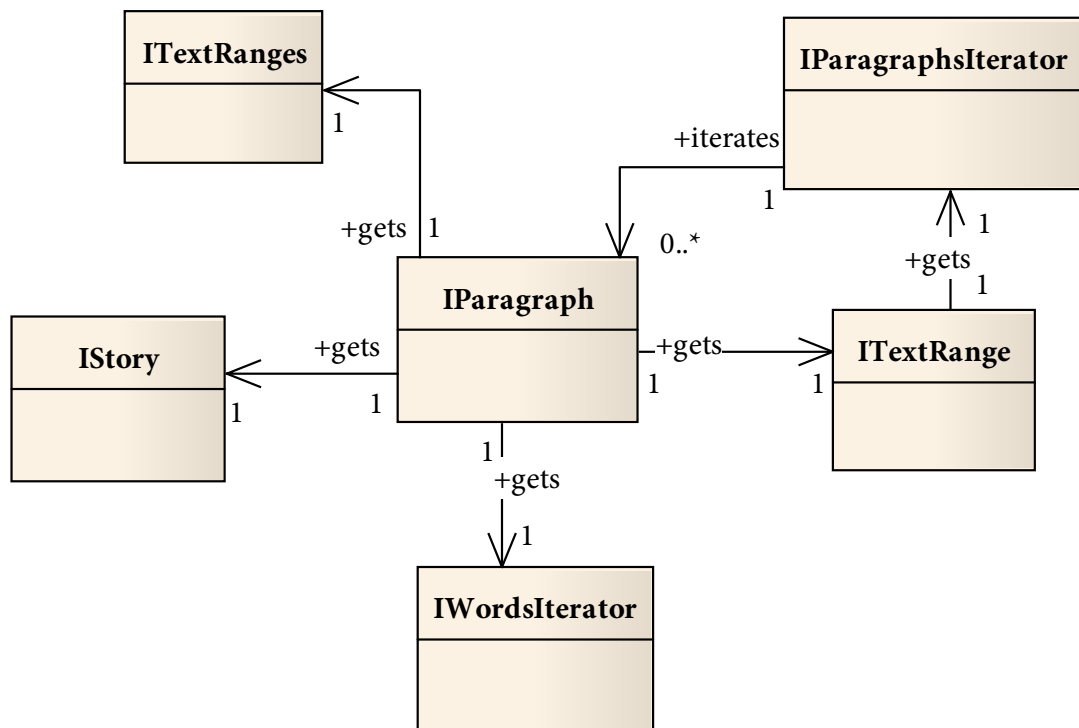 ITextRanges
1
+gets
1
IParagraphsIterator
+iterates
1
0..*
1
+gets
1
IParagraph
IStory
+gets
1
1
+gets
1
1
ITextRange
1
+gets
1
IWordsIterator